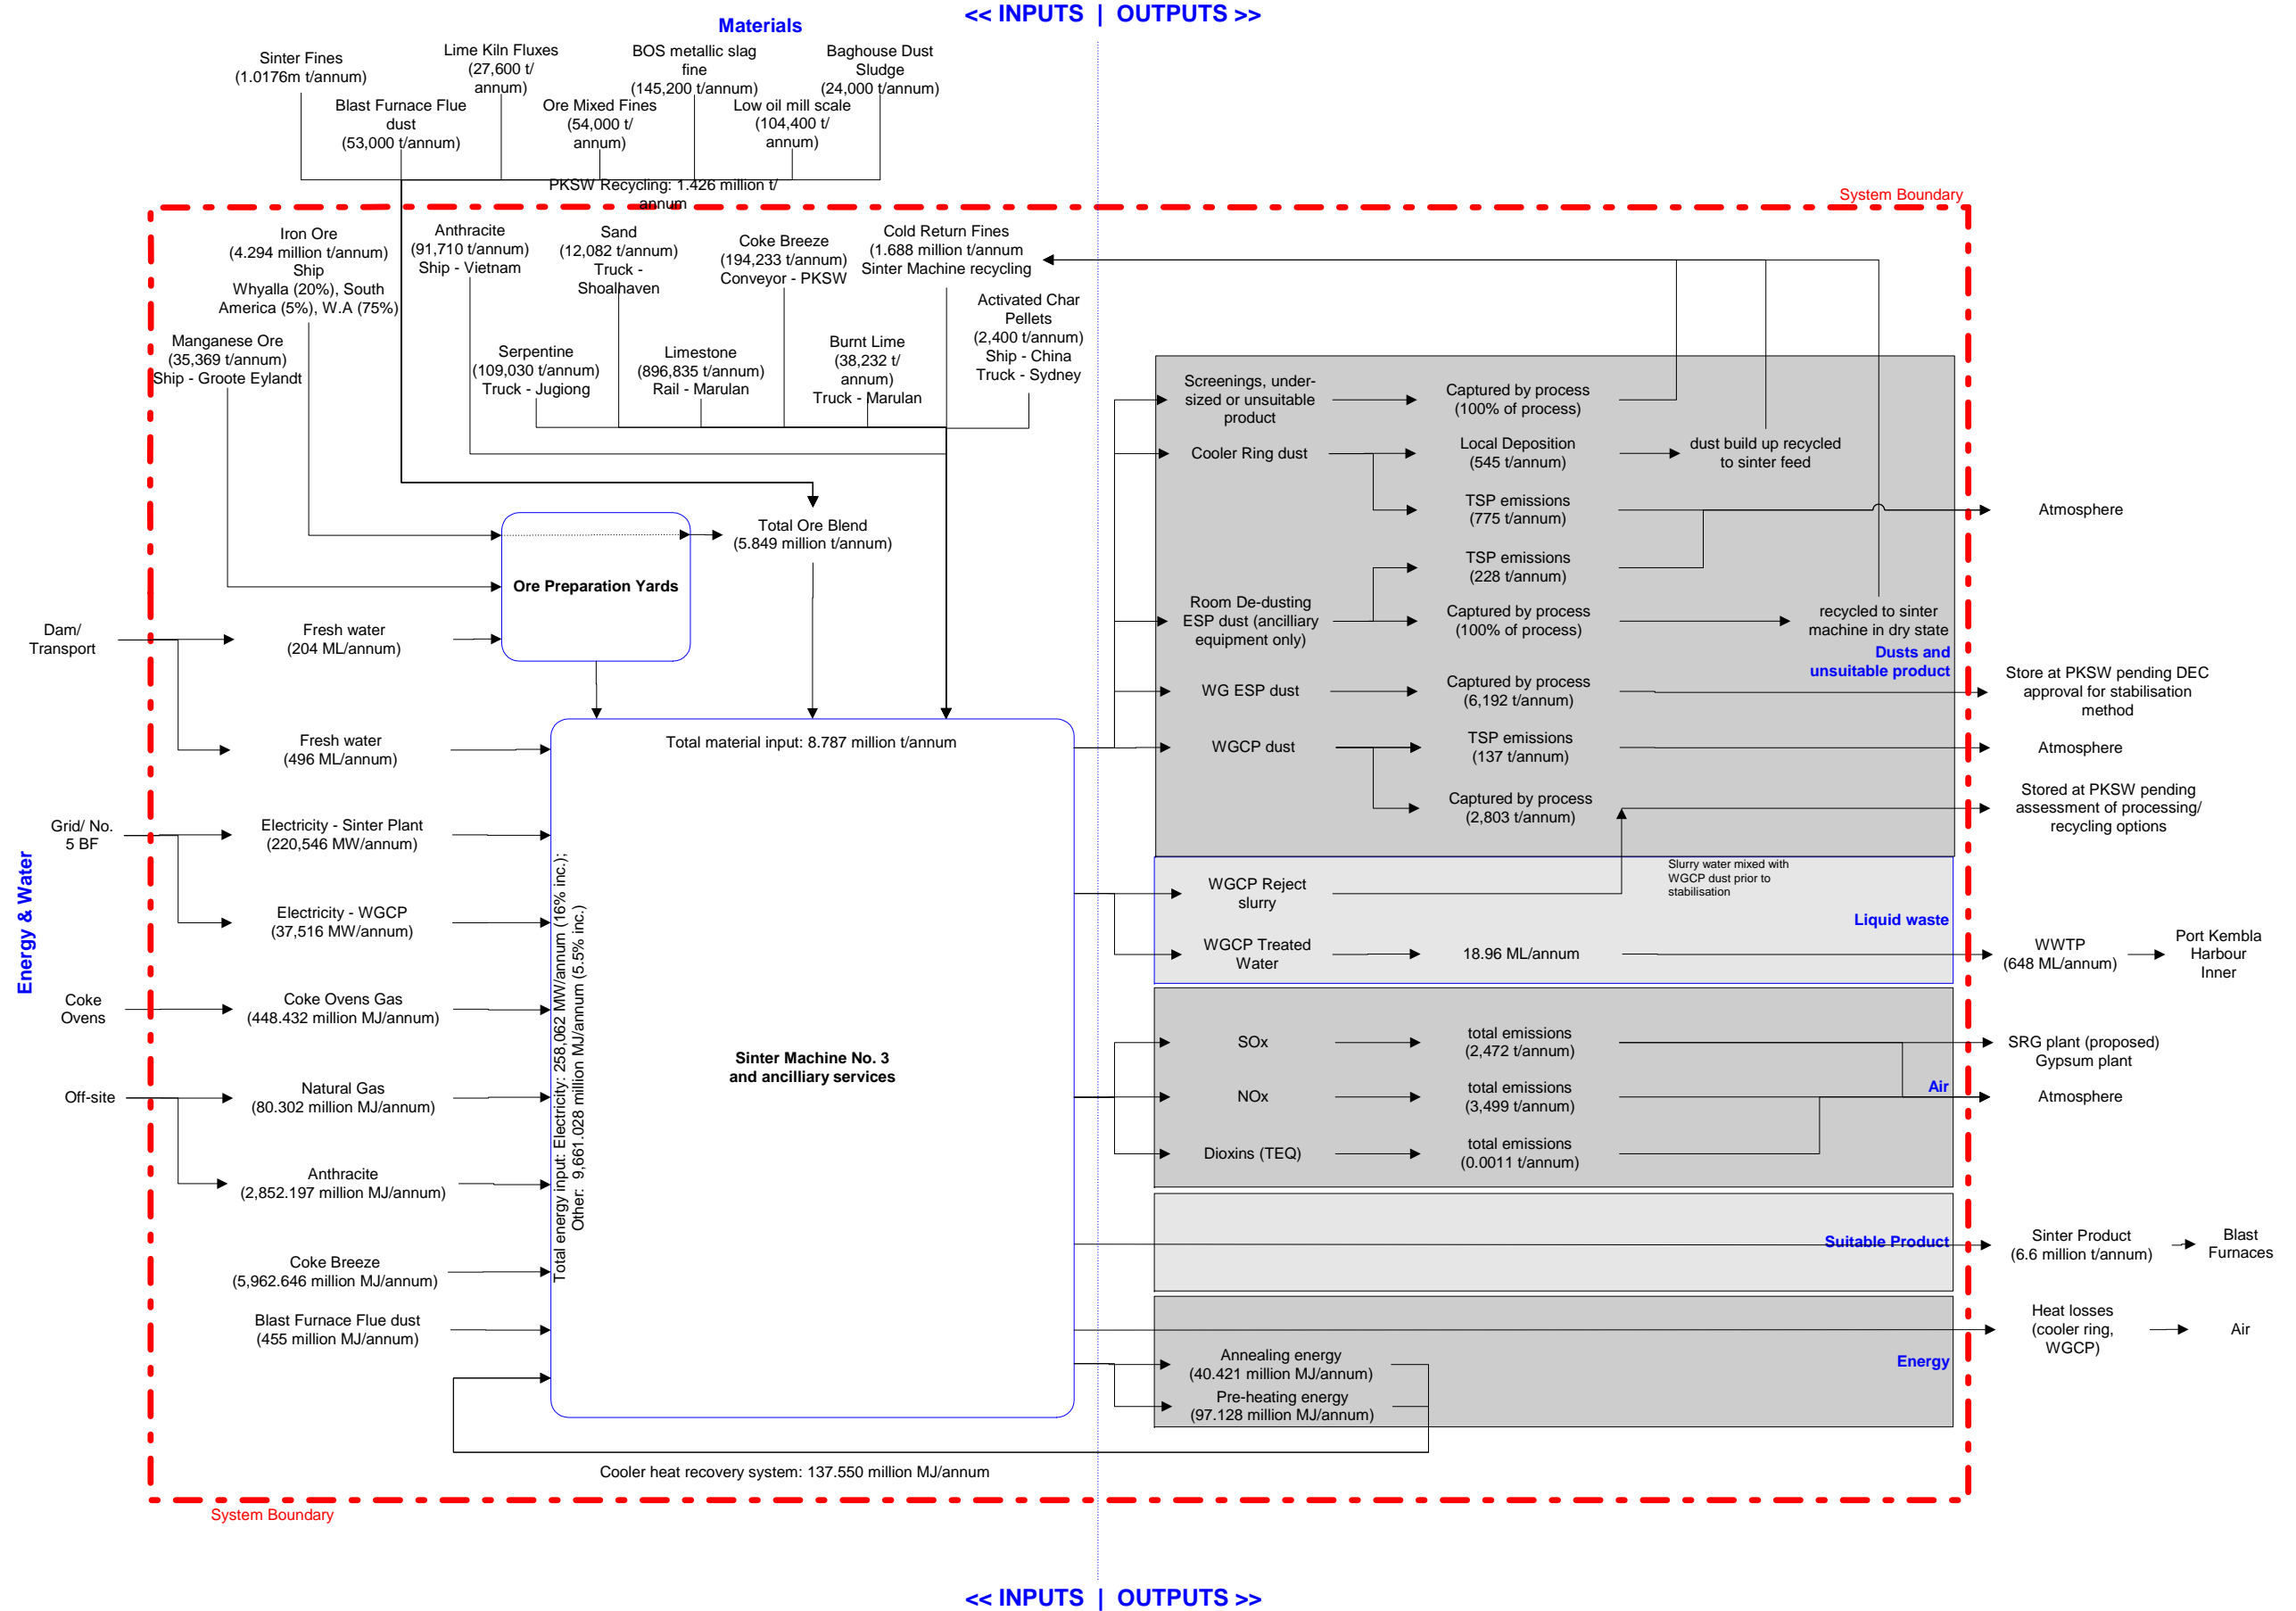 << INPUTS | OUTPUTS >>
Materials
Sinter Fines
(1.0176m t/annum)
Lime Kiln Fluxes
(27,600 t/
annum)
BOS metallic slag
fine
(145,200 t/annum)
Baghouse Dust
Sludge
(24,000 t/annum)
Blast Furnace Flue
dust
(53,000 t/annum)
Ore Mixed Fines
(54,000 t/
annum)
Low oil mill scale
(104,400 t/
annum)
PKSW Recycling: 1.426 million t/
annum
System Boundary
Iron Ore
(4.294 million t/annum)
Ship
Whyalla (20%), South
America (5%), W.A (75%)
Anthracite
(91,710 t/annum)
Ship - Vietnam
Sand
(12,082 t/annum)
Truck -
Shoalhaven
Coke Breeze
(194,233 t/annum)
Conveyor - PKSW
Cold Return Fines
(1.688 million t/annum
Sinter Machine recycling
Activated Char
Pellets
(2,400 t/annum)
Ship - China
Truck - Sydney
Manganese Ore
(35,369 t/annum)
Ship - Groote Eylandt
Serpentine
(109,030 t/annum)
Truck - Jugiong
Limestone
(896,835 t/annum)
Rail - Marulan
Burnt Lime
(38,232 t/
annum)
Truck - Marulan
Total Ore Blend
(5.849 million t/annum)
Ore Preparation Yards
Energy & Water
Dam/
Transport
Fresh water
(204 ML/annum)
Fresh water
(496 ML/annum)
Grid/ No.
5 BF
Electricity - Sinter Plant
(220,546 MW/annum)
Electricity - WGCP
(37,516 MW/annum)
Coke
Ovens
Coke Ovens Gas
(448.432 million MJ/annum)
Off-site
Natural Gas
(80.302 million MJ/annum)
Anthracite
(2,852.197 million MJ/annum)
Coke Breeze
(5,962.646 million MJ/annum)
Blast Furnace Flue dust
(455 million MJ/annum)
Total material input: 8.787 million t/annum
Total energy input: Electricity: 258,062 MW/annum (16% inc.);
Other: 9,661.028 million MJ/annum (5.5% inc.)
Sinter Machine No. 3
and ancilliary services
Cooler heat recovery system: 137.550 million MJ/annum
System Boundary
Screenings, under-
sized or unsuitable
product
Captured by process
(100% of process)
Cooler Ring dust
Local Deposition
(545 t/annum)
dust build up recycled
to sinter feed
TSP emissions
(775 t/annum)
Atmosphere
TSP emissions
(228 t/annum)
Room De-dusting
ESP dust (ancilliary
equipment only)
Captured by process
(100% of process)
recycled to sinter
machine in dry state
Dusts and
unsuitable product
WG ESP dust
Captured by process
(6,192 t/annum)
Store at PKSW pending DEC
approval for stabilisation
method
WGCP dust
TSP emissions
(137 t/annum)
Atmosphere
Captured by process
(2,803 t/annum)
Stored at PKSW pending
assessment of processing/
recycling options
WGCP Reject
slurry
Slurry water mixed with
WGCP dust prior to
stabilisation
Liquid waste
WGCP Treated
Water
18.96 ML/annum
WWTP
(648 ML/annum)
Port Kembla
Harbour
Inner
SOx
total emissions
(2,472 t/annum)
SRG plant (proposed)
Gypsum plant
Air
NOx
total emissions
(3,499 t/annum)
Atmosphere
Dioxins (TEQ)
total emissions
(0.0011 t/annum)
Suitable Product
Sinter Product
(6.6 million t/annum)
Blast
Furnaces
Heat losses
(cooler ring,
WGCP)
Air
Annealing energy
(40.421 million MJ/annum)
Energy
Pre-heating energy
(97.128 million MJ/annum)
<< INPUTS | OUTPUTS >>